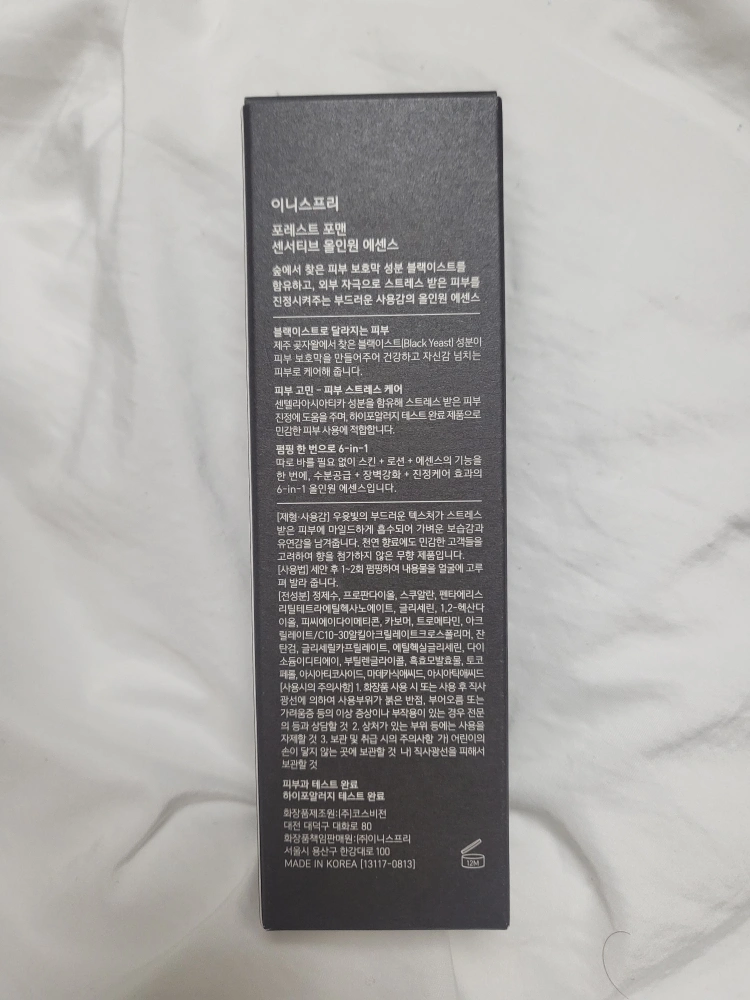 이니스프리
포레스트 포맨
센서티브 올인원 에센스
숲에서 찾은 피부 보호막 성분 블랙이스트를
함유하고, 외부 자극으로 스트레스 받은 피부를
진정시켜주는 부드러운 사용감의 올인원 에센스
블랙이스트로 달라지는 피부
제주 곶자왈에서 찾은 블랙이스트(Black Yeast) 성분이
피부 보호막을 만들어주어 건강하고 자신감 넘치는
피부로 케어해 줍니다.
피부 고민 - 피부 스트레스 케어
센텔라아시아티카 성분을 함유해 스트레스 받은 피부
진정에 도움을 주며, 하이포알러지 테스트 완료 제품으로
민감한 피부 사용에 적합합니다.
펌핑 한 번으로 6-in-1
따로 바를 필요 없이 스킨 + 로션 + 에센스의 기능을
한 번에, 수분공급 + 장벽강화 + 진정케어 효과의
6-in-1 올인원 에센스입니다.
[제형·사용감] 우윳빛의 부드러운 텍스처가 스트레스
받은 피부에 마일드하게 흡수되어 가벼운 보습감과
유연감을 남겨줍니다. 천연 향료에도 민감한 고객들을
고려하여 향을 첨가하지 않은 무향 제품입니다.
[사용법] 세안 후 1~2회 펌핑하여 내용물을 얼굴에 고루
펴 발라 줍니다.
[전성분] 정제수, 프로판다이올, 스쿠알란, 펜타에리스
리틸테트라에틸헥사노에이트, 글리세린, 1,2-헥산다
이올, 피씨에이다이메티콘, 카보머, 트로메타민, 아크
릴레이트/C10-30알킬아크릴레이트크로스폴리머, 잔
탄검, 글리세릴카프릴레이트, 에틸헥실글리세린, 다이
소듐이디티에이, 부틸렌글라이콜, 흑효모발효물, 토코
페롤, 아시아티코사이드, 마데카식애씨드, 아시아틱애씨드
[사용시의 주의사항] 1. 화장품 사용 시 또는 사용 후 직사
광선에 의하여 사용부위가 붉은 반점, 부어오름 또는
가려움증 등의 이상 증상이나 부작용이 있는 경우 전문
의 등과 상담할 것 2. 상처가 있는 부위 등에는 사용을
자제할 것 3. 보관 및 취급 시의 주의사항 가) 어린이의
손이 닿지 않는 곳에 보관할 것 나) 직사광선을 피해서
보관할 것
피부과 테스트 완료
하이포알러지 테스트 완료
화장품제조원:(주)코스비전
대전 대덕구 대화로 80
화장품책임판매원:(주)이니스프리
서울시 용산구 한강대로 100
MADE IN KOREA [13117-0813]
12M